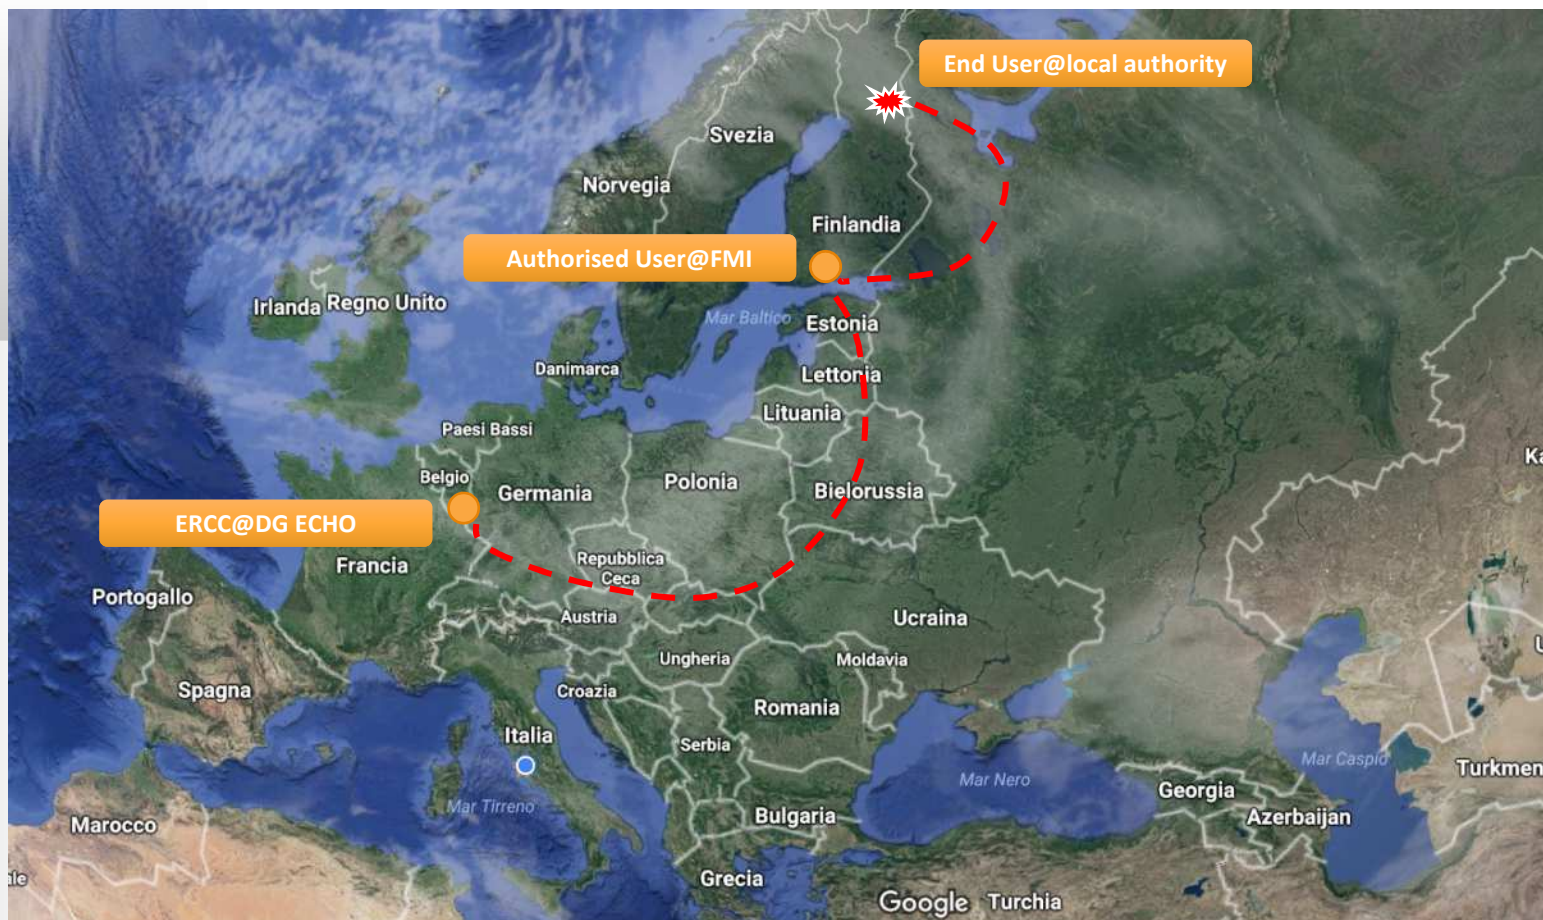 End User@local authority
Svezia
Norvegia
Finlandia
Authorised User@FMI
Irlanda
Regno Unito
Mar Baltico
Estonia
Danimarca
Lettonia
Lituania
Paesi Bassi
Belgio
Germania
Polonia
Bielorussia
ERCC@DG ECHO
Francia
Repubblica
Ceca
Portogallo
Austria
Ucraina
Ungheria
Moldavia
Spagna
Croazia
Romania
Italia
Serbia
Mar Caspio
Mar Nero
Turkmen
Georgia
Mar Tirreno
Bulgaria
Azerbaijan
Marocco
Grecia
Google
Turchia
Ka
U
ale